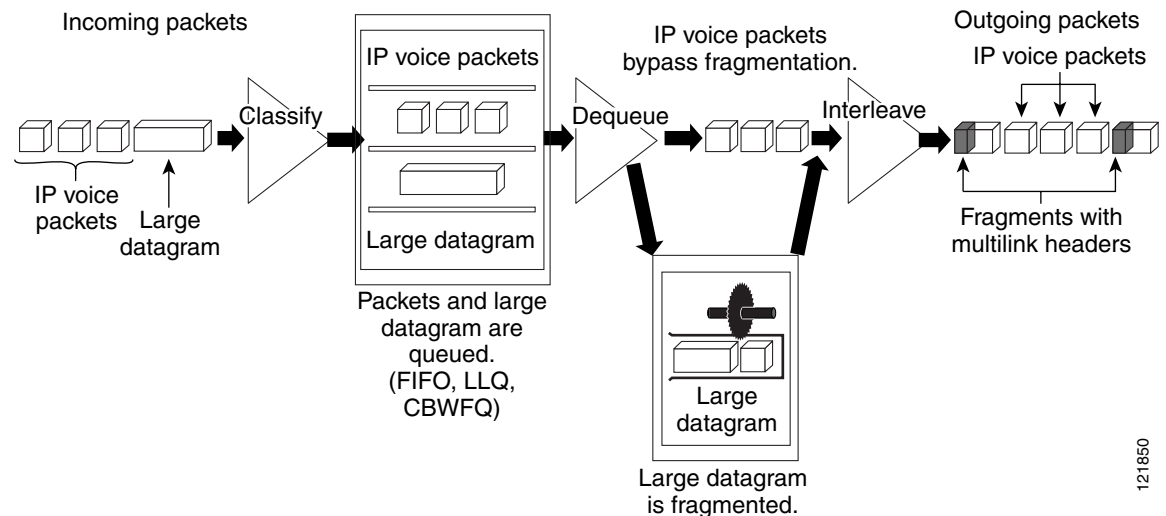 Incoming packets
IP voice
packets
Large
datagram
Classify
IP voice packets
Large datagram
Packets and large
datagram are
queued.
(FIFO, LLQ,
CBWFQ)
Dequeue
IP voice packets
bypass fragmentation.
Large
datagram
Large datagram
is fragmented.
Interleave
Outgoing packets
IP voice packets
Fragments with
multilink headers
121850